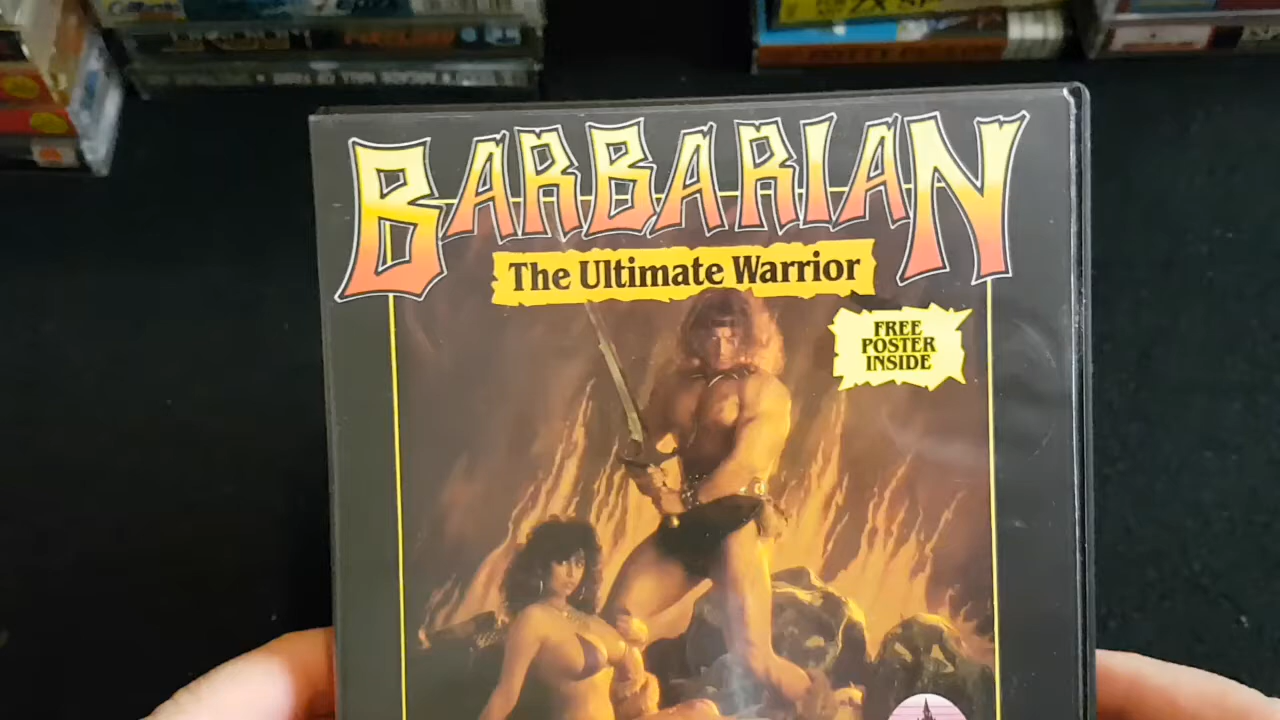 BARBARIAN
The Ultimate Warrior
FREE
POSTER
INSIDE